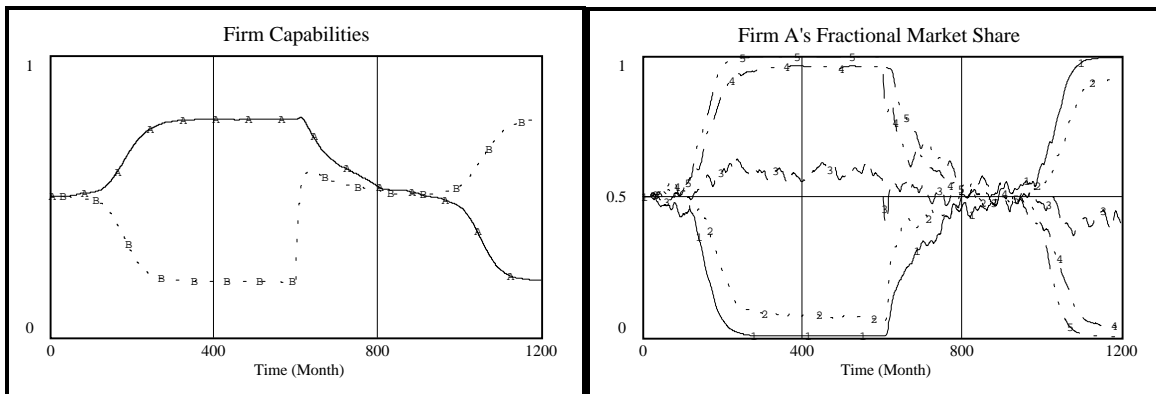 Firm Capabilities
1
A A A A A A A A A A A A A A A
B B B B B B B B B B B B B B
0
0 400 800 1200
Time (Month)
Firm A's Fractional Market Share
1
0.5
0
0 400 800 1200
Time (Month)